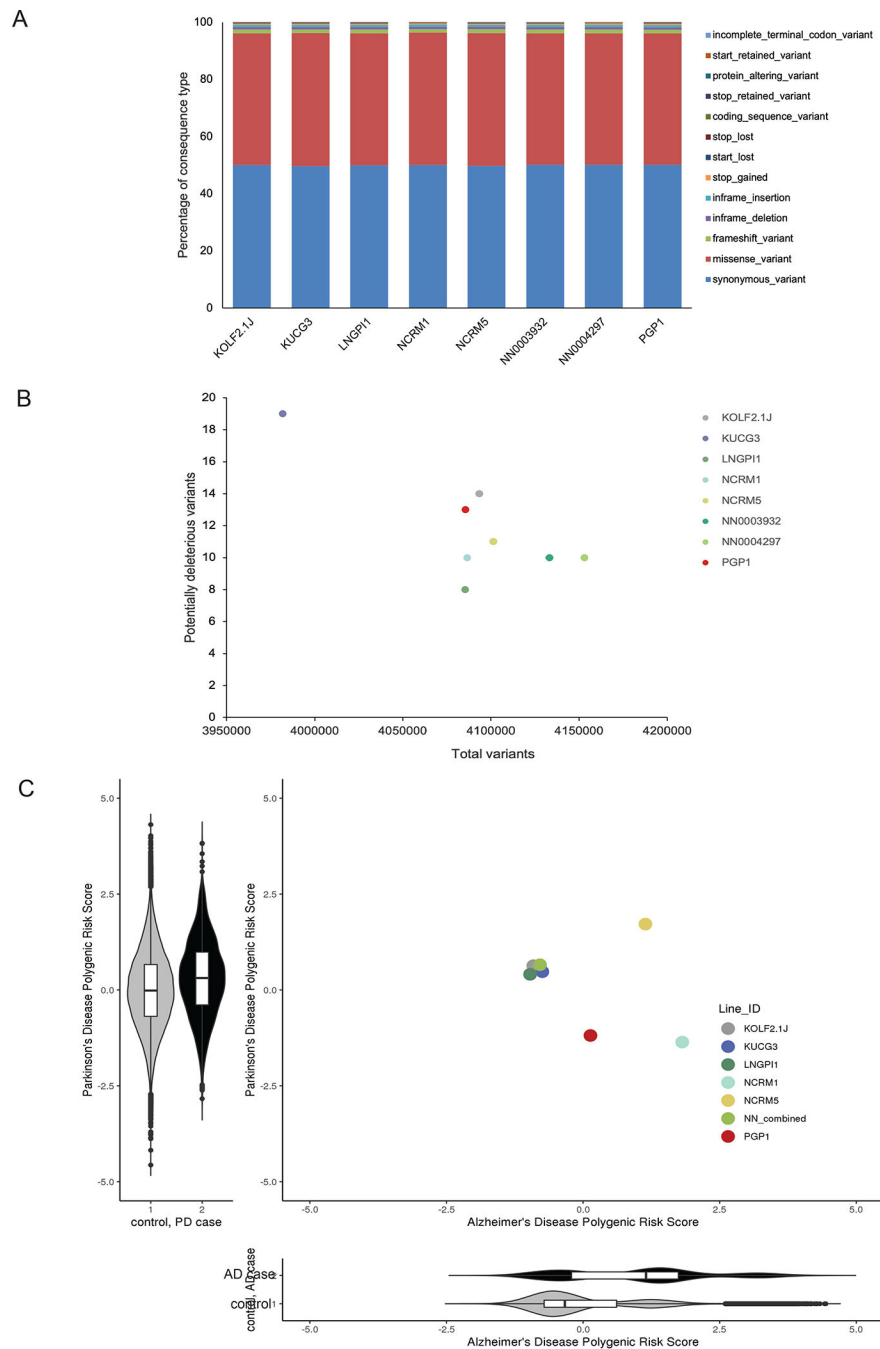 A
Percentage of consequence type
100
80
60
40
20
0
KOLF2.1J
KUCG3
LNGPI1
NCRM1
NCRM5
NN0003932
NN0004297
PGP1
incomplete_terminal_codon_variant
start_retained_variant
protein_altering_variant
stop_retained_variant
coding_sequence_variant
stop_lost
start_lost
stop_gained
inframe_insertion
inframe_deletion
frameshift_variant
missense_variant
synonymous_variant
B
Potentially deleterious variants
20
18
16
14
12
10
8
6
4
2
0
3950000
4000000
4050000
4100000
4150000
4200000
Total variants
KOLF2.1J
KUCG3
LNGPI1
NCRM1
NCRM5
NN0003932
NN0004297
PGP1
C
Parkinson's Disease Polygenic Risk Score
5.0
2.5
0.0
-2.5
-5.0
1
2
control, PD case
Parkinson's Disease Polygenic Risk Score
5.0
2.5
0.0
-2.5
-5.0
-5.0
-2.5
0.0
2.5
5.0
Alzheimer's Disease Polygenic Risk Score
Line_ID
KOLF2.1J
KUCG3
LNGPI1
NCRM1
NCRM5
NN_combined
PGP1
control, AD case
AD case
2
control
1
-5.0
-2.5
0.0
2.5
5.0
Alzheimer's Disease Polygenic Risk Score